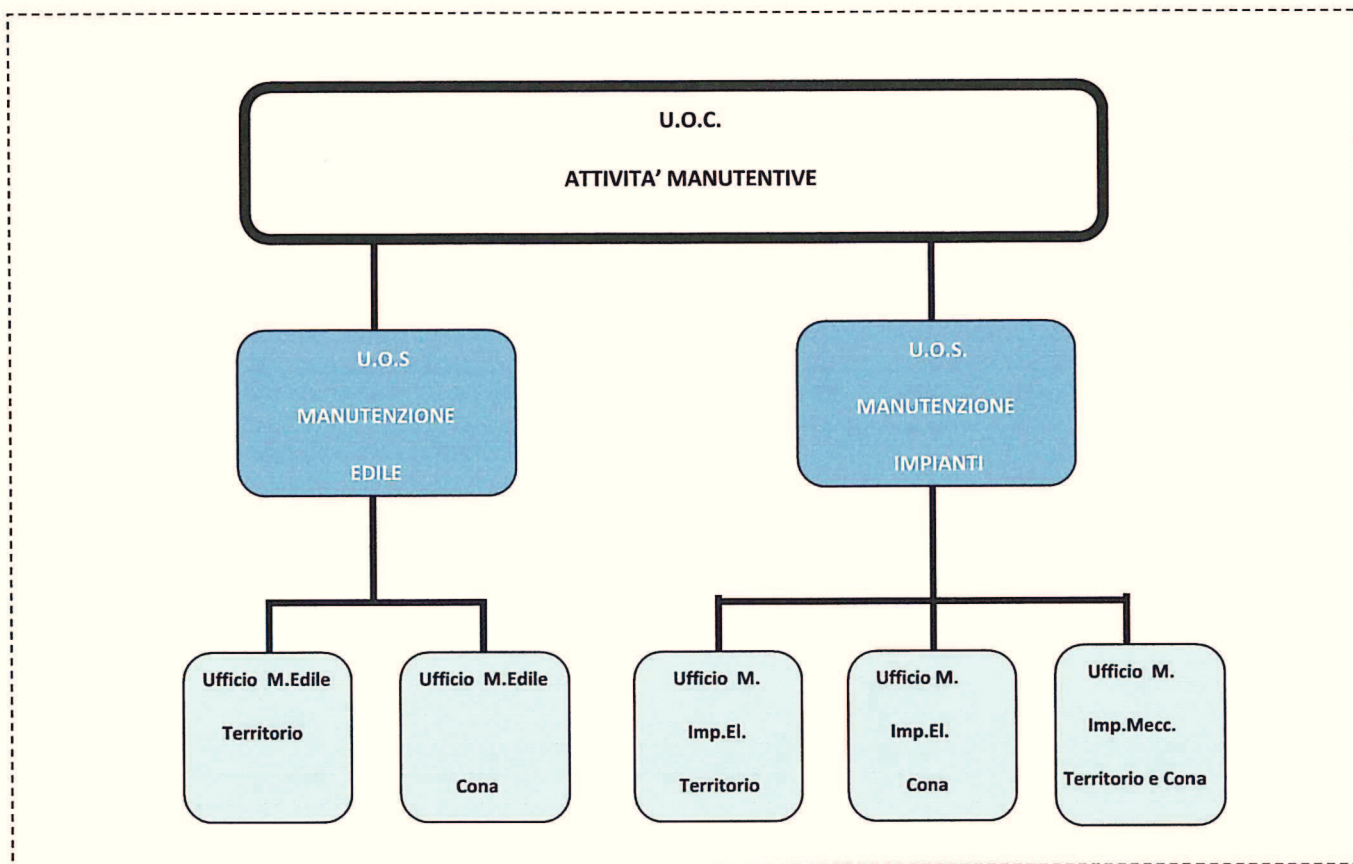 U.O.C.
ATTIVITA’ MANUTENTIVE
U.O.S
MANUTENZIONE
EDILE
U.O.S.
MANUTENZIONE
IMPIANTI
Ufficio M.Edile
Territorio
Ufficio M.Edile
Cona
Ufficio M.
Imp.El.
Territorio
Ufficio M.
Imp.El.
Cona
Ufficio M.
Imp.Mecc.
Territorio e Cona